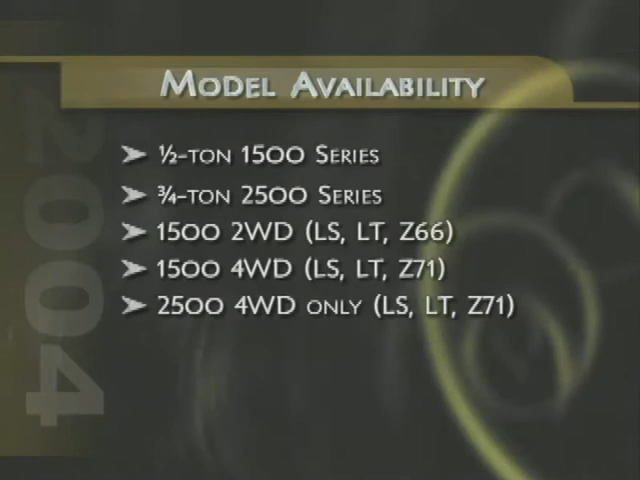 MODEL AVAILABILITY
½-TON 1500 SERIES
¾-TON 2500 SERIES
1500 2WD (LS, LT, Z66)
1500 4WD (LS, LT, Z71)
2500 4WD ONLY (LS, LT, Z71)
2004